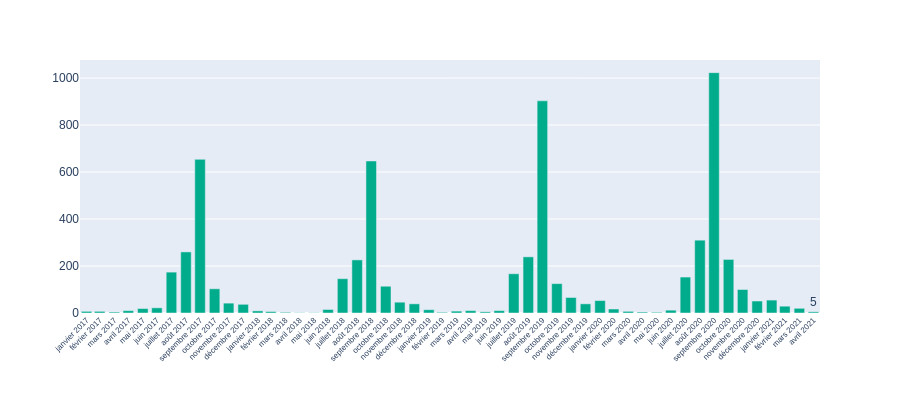 1000
800
600
400
200
0
5
janvier 2017
février 2017
mars 2017
avril 2017
mai 2017
juin 2017
juillet 2017
août 2017
septembre 2017
octobre 2017
novembre 2017
décembre 2017
janvier 2018
février 2018
mars 2018
avril 2018
mai 2018
juin 2018
juillet 2018
août 2018
septembre 2018
octobre 2018
novembre 2018
décembre 2018
janvier 2019
février 2019
mars 2019
avril 2019
mai 2019
juin 2019
juillet 2019
août 2019
septembre 2019
octobre 2019
novembre 2019
décembre 2019
janvier 2020
février 2020
mars 2020
avril 2020
mai 2020
juin 2020
juillet 2020
août 2020
septembre 2020
octobre 2020
novembre 2020
décembre 2020
janvier 2021
février 2021
mars 2021
avril 2021